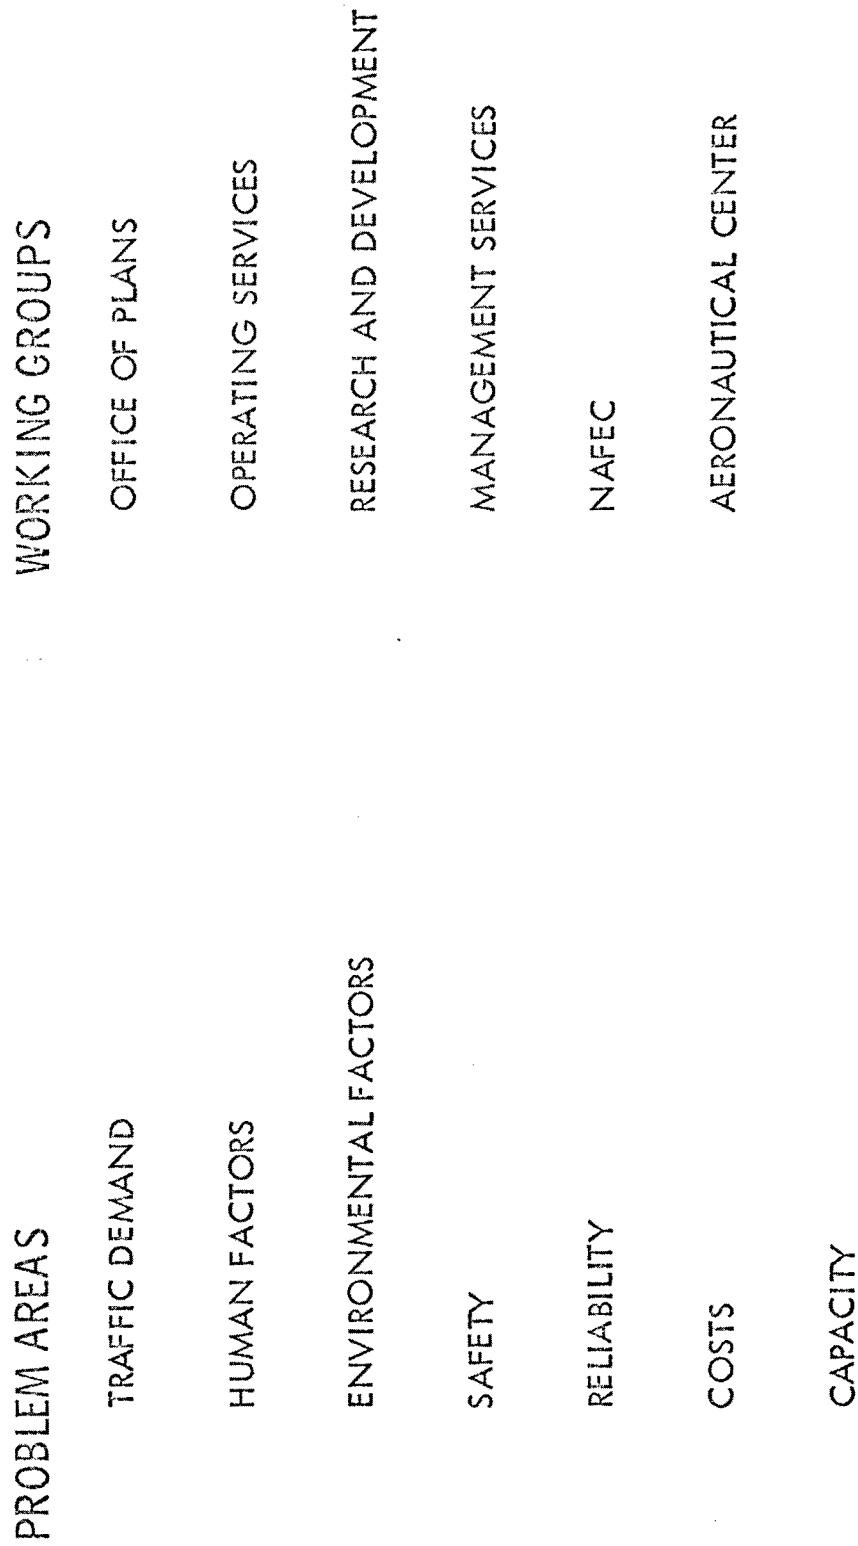 PROBLEM AREAS
TRAFFIC DEMAND
HUMAN FACTORS
ENVIRONMENTAL FACTORS
SAFETY
RELIABILITY
COSTS
CAPACITY
WORKING GROUPS
OFFICE OF PLANS
OPERATING SERVICES
RESEARCH AND DEVELOPMENT
MANAGEMENT SERVICES
NAFEC
AERONAUTICAL CENTER